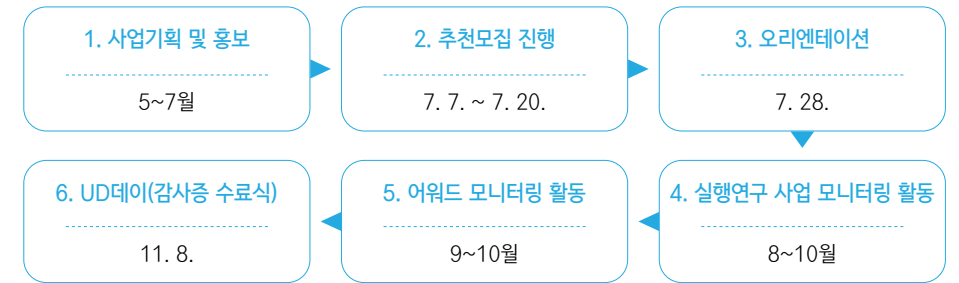 1. 사업기획 및 홍보
5~7월
2. 추천모집 진행
7. 7. ~ 7. 20.
3. 오리엔테이션
7. 28.
4. 실행연구 사업 모니터링 활동
8~10월
5. 어워드 모니터링 활동
9~10월
6. UD데이(감사증 수료식)
11. 8.